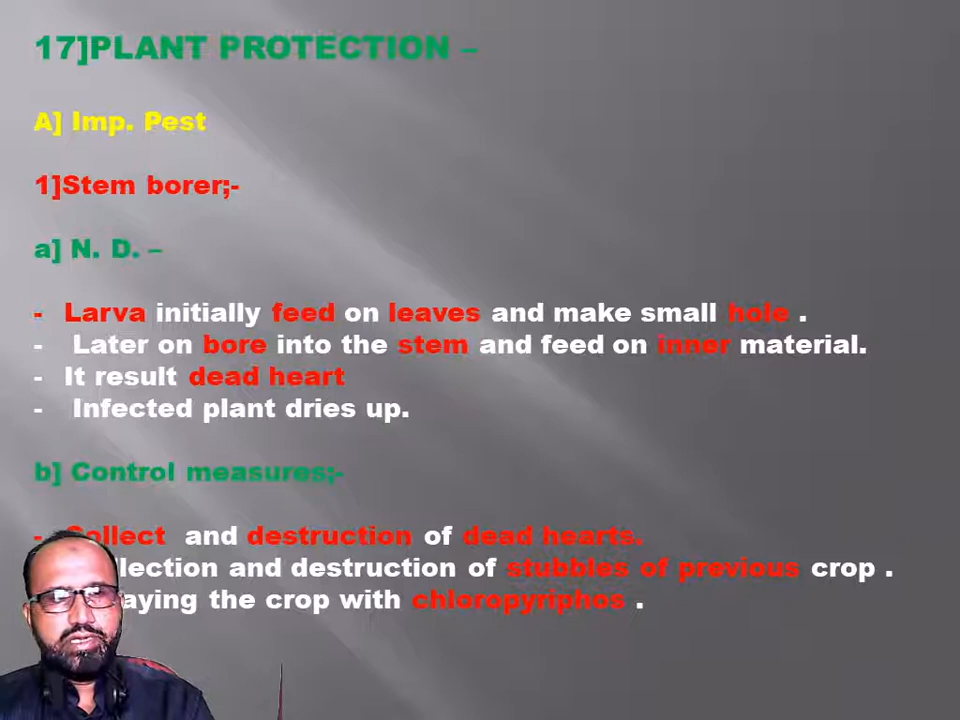 17]PLANT PROTECTION –
A] Imp. Pest
1]Stem borer;-
a] N. D. –
- Larva initially feed on leaves and make small hole .
- Later on bore into the stem and feed on inner material.
- It result dead heart
- Infected plant dries up.
b] Control measures;-
- Collect and destruction of dead hearts.
and destruction of stubbles of previous crop .
the crop with chloropyriphos .